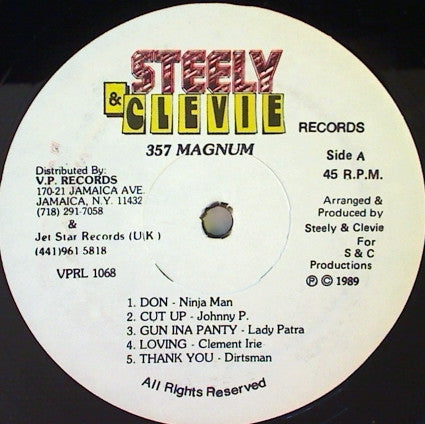 STEELY
& CLEVIE
RECORDS
357 MAGNUM
Side A
45 R.P.M.
Distributed By:
V.P. RECORDS
170-21 JAMAICA AVE.
JAMAICA, N.Y. 11432
(718) 291-7058
&
Jet Star Records (U.K.)
(441)961 5818
VPRL 1068
Arranged &
Produced by
Steely & Clevie
For
S & C
Productions
℗ © 1989
1. DON - Ninja Man
2. CUT UP - Johnny P.
3. GUN INA PANTY - Lady Patra
4. LOVING - Clement Irie
5. THANK YOU - Dirtsman
All Rights Reserved